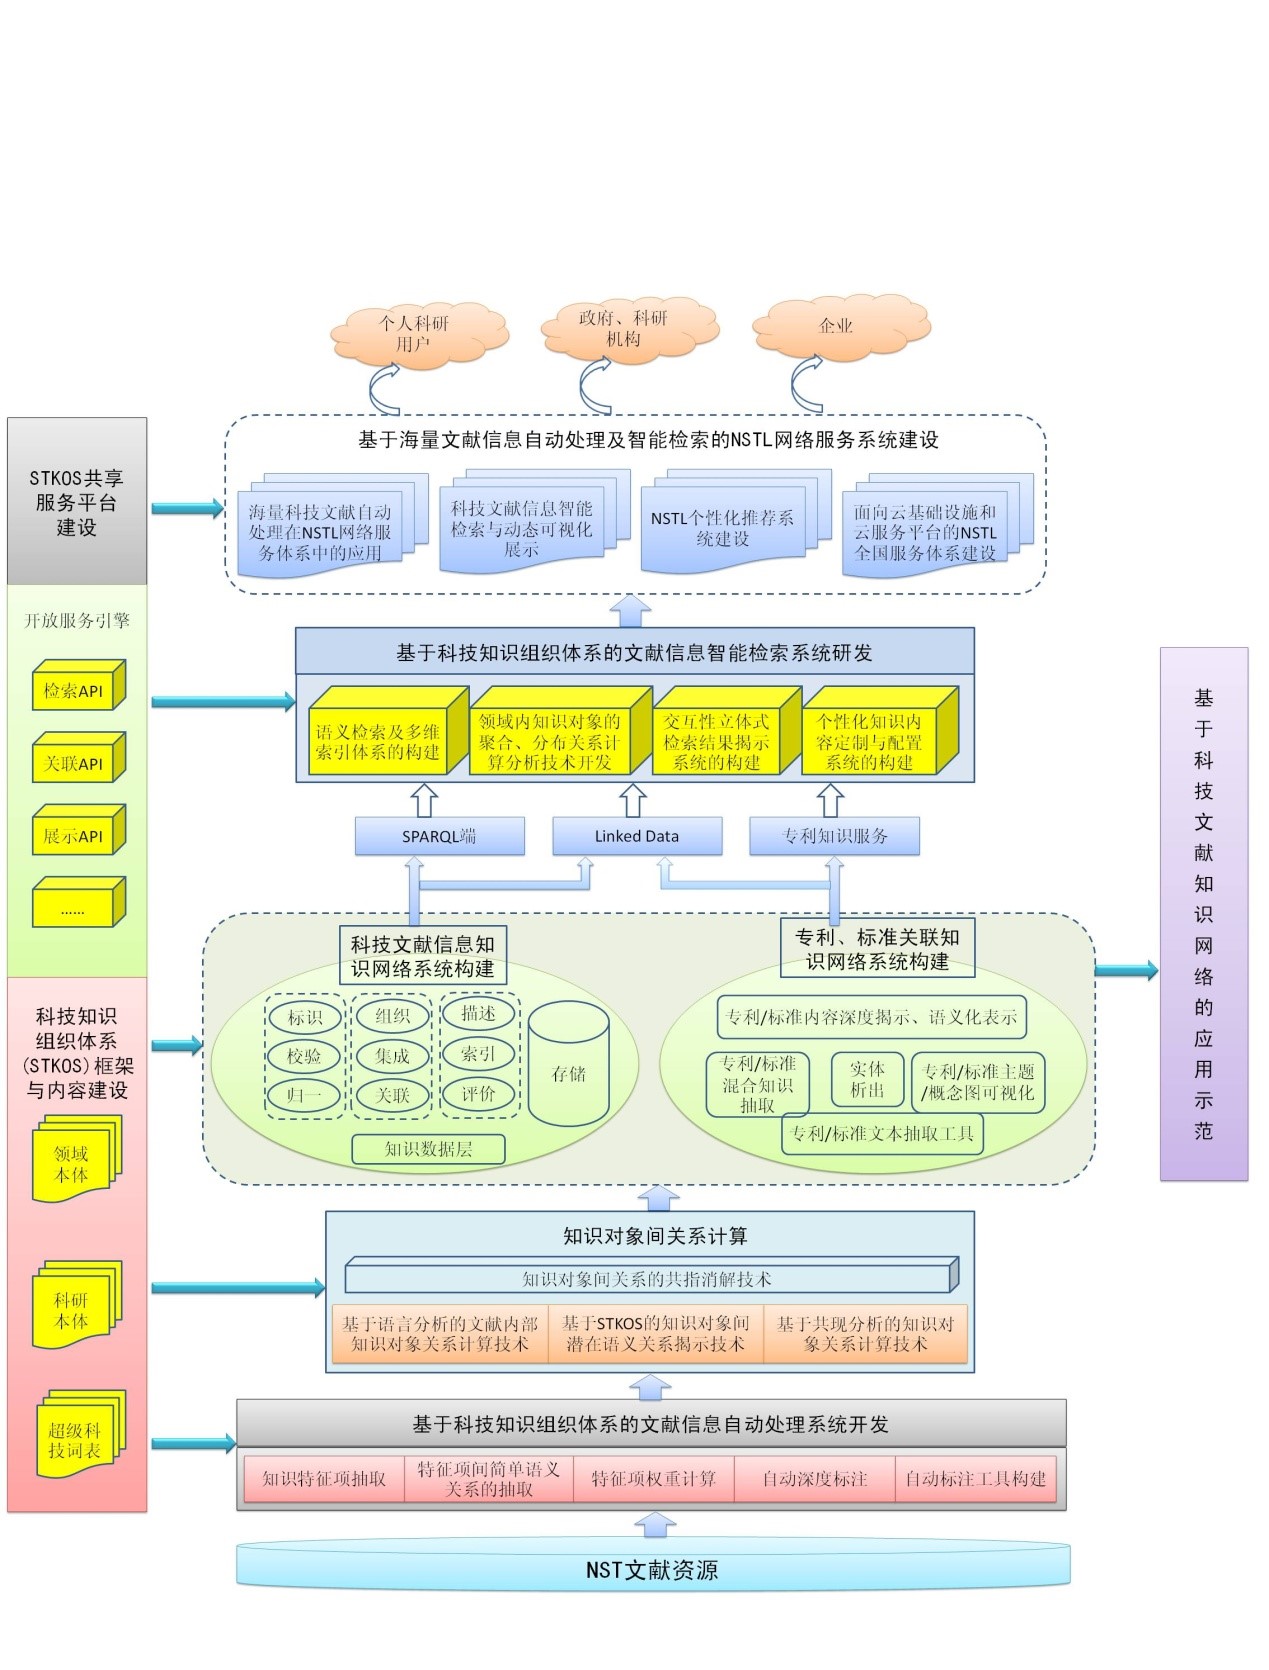 个人科研
用户
政府、科研
机构
企业
STKOS共享
服务平台
建设
基于海量文献信息自动处理及智能检索的NSTL网络服务系统建设
海量科技文献自动
处理在NSTL网络服
务体系中的应用
科技文献信息智能
检索与动态可视化
展示
NSTL个性化推荐系
统建设
面向云基础设施和
云服务平台的NSTL
全国服务体系建设
开放服务引擎
检索API
关联API
展示API
......
基于科技知识组织体系的文献信息智能检索系统研发
语义检索及多维
索引体系的构建
领域内知识对象的
聚合、分布关系计
算分析技术开发
交互性立体式
检索结果揭示
系统的构建
个性化知识内
容定制与配置
系统的构建
SPARQL端
Linked Data
专利知识服务
科技文献信息知
识网络系统构建
标识
校验
归一
组织
集成
关联
描述
索引
评价
存储
知识数据层
专利、标准关联知
识网络系统构建
专利/标准内容深度揭示、语义化表示
专利/标准
混合知识
抽取
实体
析出
专利/标准主题
/概念图可视化
专利/标准文本抽取工具
基
于
科
技
文
献
知
识
网
络
的
应
用
示
范
科技知识
组织体系
(STKOS)框架
与内容建设
领域
本体
科研
本体
超级科
技词表
知识对象间关系计算
知识对象间关系的共指消解技术
基于语言分析的文献内部
知识对象关系计算技术
基于STKOS的知识对象间
潜在语义关系揭示技术
基于共现分析的知识对
象关系计算技术
基于科技知识组织体系的文献信息自动处理系统开发
知识特征项抽取
特征项间简单语义
关系的抽取
特征项权重计算
自动深度标注
自动标注工具构建
NST文献资源